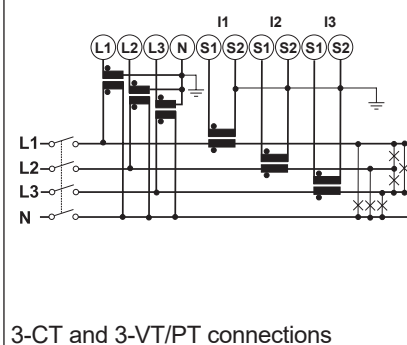 I1 I2 I3
L1 L2 L3 N S1 S2 S1 S2 S1 S2
L1
L2
L3
N
3-CT and 3-VT/PT connections